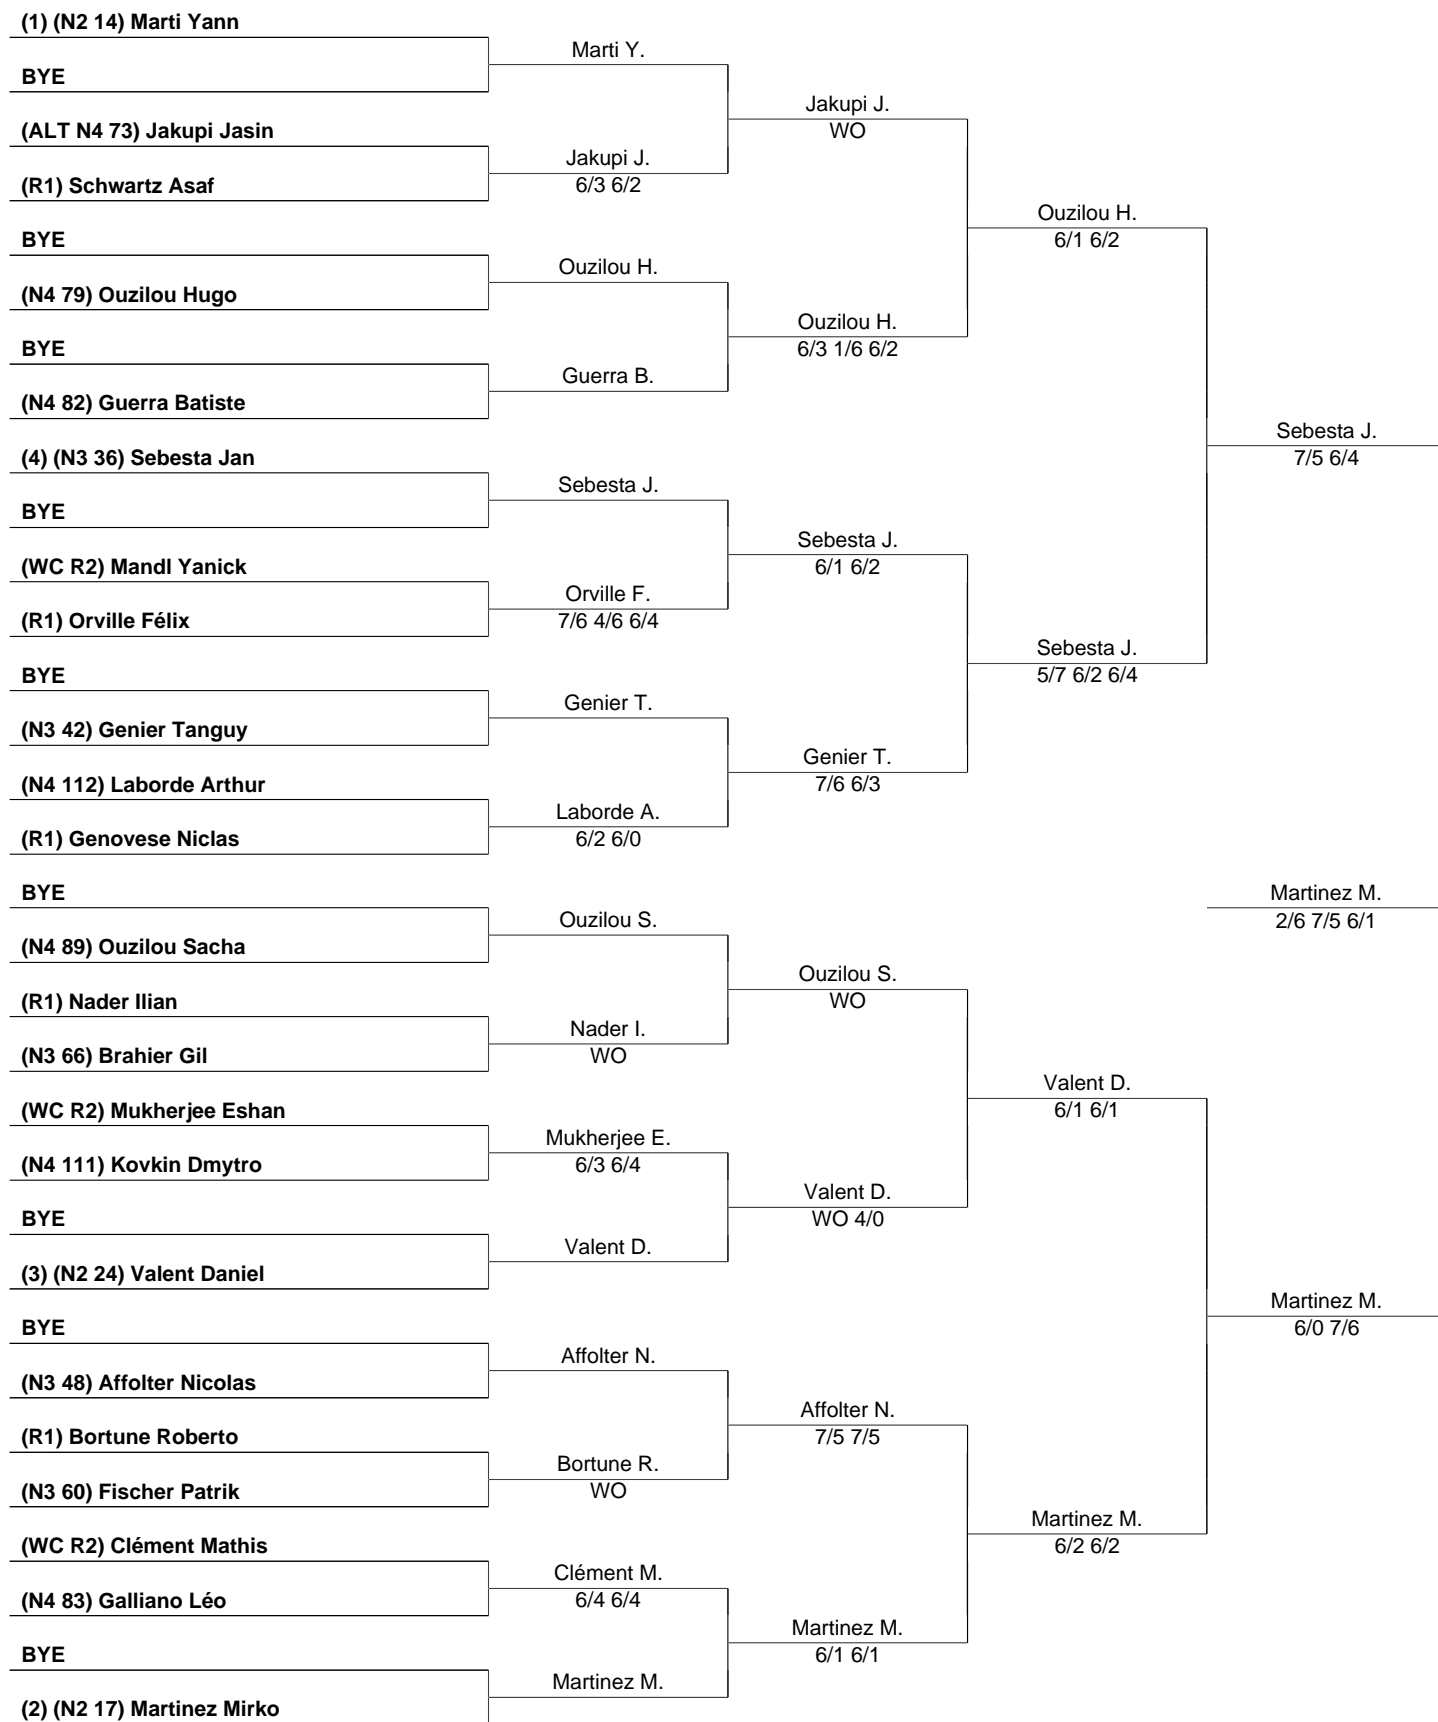 (1) (N2 14) Marti Yann
BYE
(ALT N4 73) Jakupi Jasin
(R1) Schwartz Asaf
BYE
(N4 79) Ouzilou Hugo
BYE
(N4 82) Guerra Batiste
(4) (N3 36) Sebesta Jan
BYE
(WC R2) Mandl Yanick
(R1) Orville Félix
BYE
(N3 42) Genier Tanguy
(N4 112) Laborde Arthur
(R1) Genovese Niclas
BYE
(N4 89) Ouzilou Sacha
(R1) Nader Ilian
(N3 66) Brahier Gil
(WC R2) Mukherjee Eshan
(N4 111) Kovkin Dmytro
BYE
(3) (N2 24) Valent Daniel
BYE
(N3 48) Affolter Nicolas
(R1) Bortune Roberto
(N3 60) Fischer Patrik
(WC R2) Clément Mathis
(N4 83) Galliano Léo
BYE
(2) (N2 17) Martinez Mirko
Marti Y.
Jakupi J.
6/3 6/2
Ouzilou H.
Guerra B.
Sebesta J.
Orville F.
7/6 4/6 6/4
Genier T.
Laborde A.
6/2 6/0
Ouzilou S.
Nader I.
WO
Mukherjee E.
6/3 6/4
Valent D.
Affolter N.
Bortune R.
WO
Clément M.
6/4 6/4
Martinez M.
Jakupi J.
WO
Ouzilou H.
6/3 1/6 6/2
Sebesta J.
6/1 6/2
Genier T.
7/6 6/3
Ouzilou S.
WO
Valent D.
WO 4/0
Affolter N.
7/5 7/5
Martinez M.
6/1 6/1
Ouzilou H.
6/1 6/2
Sebesta J.
5/7 6/2 6/4
Valent D.
6/1 6/1
Martinez M.
6/2 6/2
Sebesta J.
7/5 6/4
Martinez M.
2/6 7/5 6/1
Martinez M.
6/0 7/6